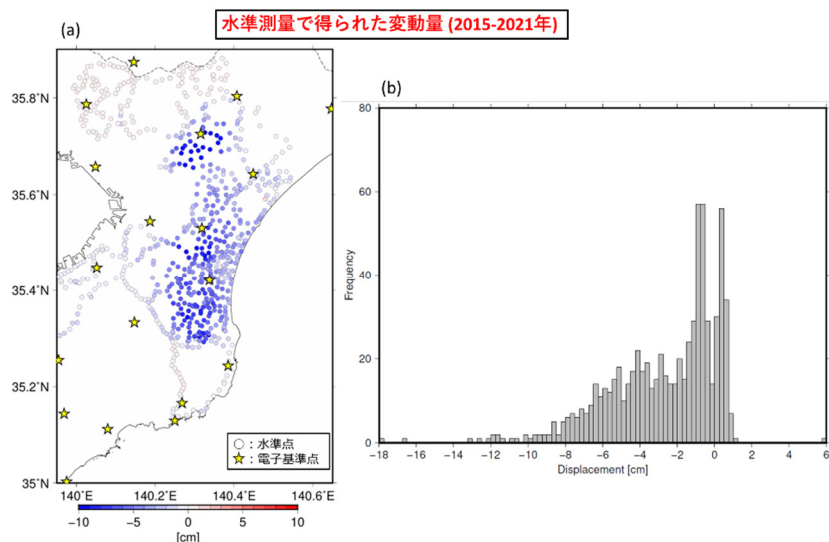 水準測量で得られた変動量 (2015-2021年)
(a)
35.8°N
35.6°N
35.4°N
35.2°N
35°N
140°E 140.2°E 140.4°E 140.6°E
○:水準点
☆:電子基準点
−10 −5 0 5 10
[cm]
(b)
80
60
40
20
0
Frequency
−18 −16 −14 −12 −10 −8 −6 −4 −2 0 2 4 6
Displacement [cm]